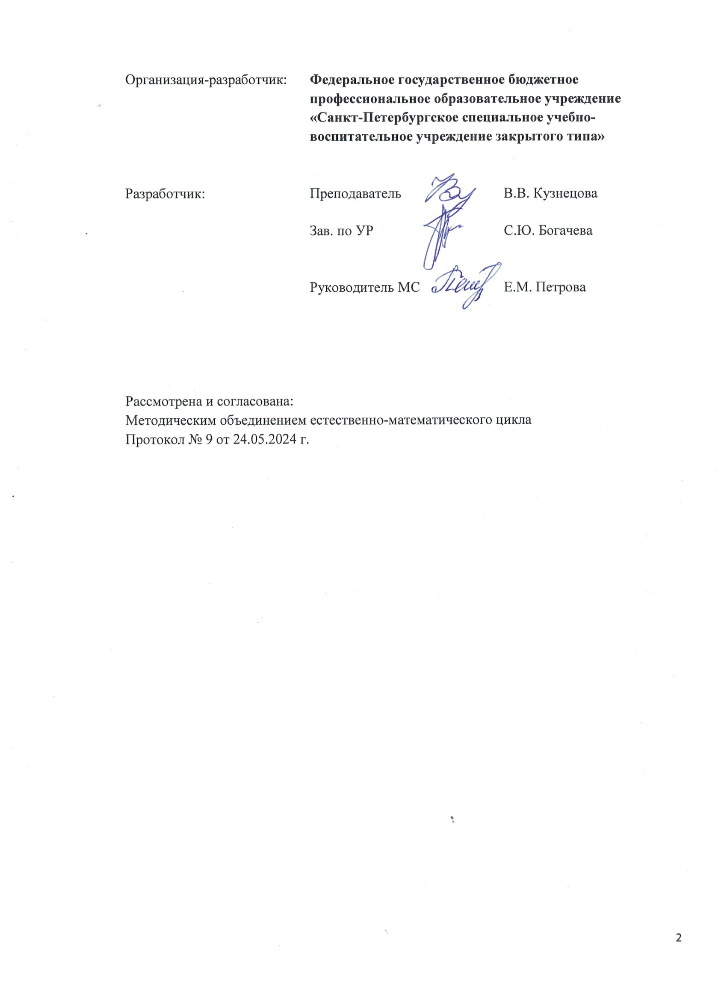 Организация-разработчик: Федеральное государственное бюджетное
профессиональное образовательное учреждение
«Санкт-Петербургское специальное учебно-
воспитательное учреждение закрытого типа»
Разработчик: Преподаватель В.В. Кузнецова
Зав. по УР С.Ю. Богачева
Руководитель МС Е.М. Петрова
Рассмотрена и согласована:
Методическим объединением естественно-математического цикла
Протокол № 9 от 24.05.2024 г.
2